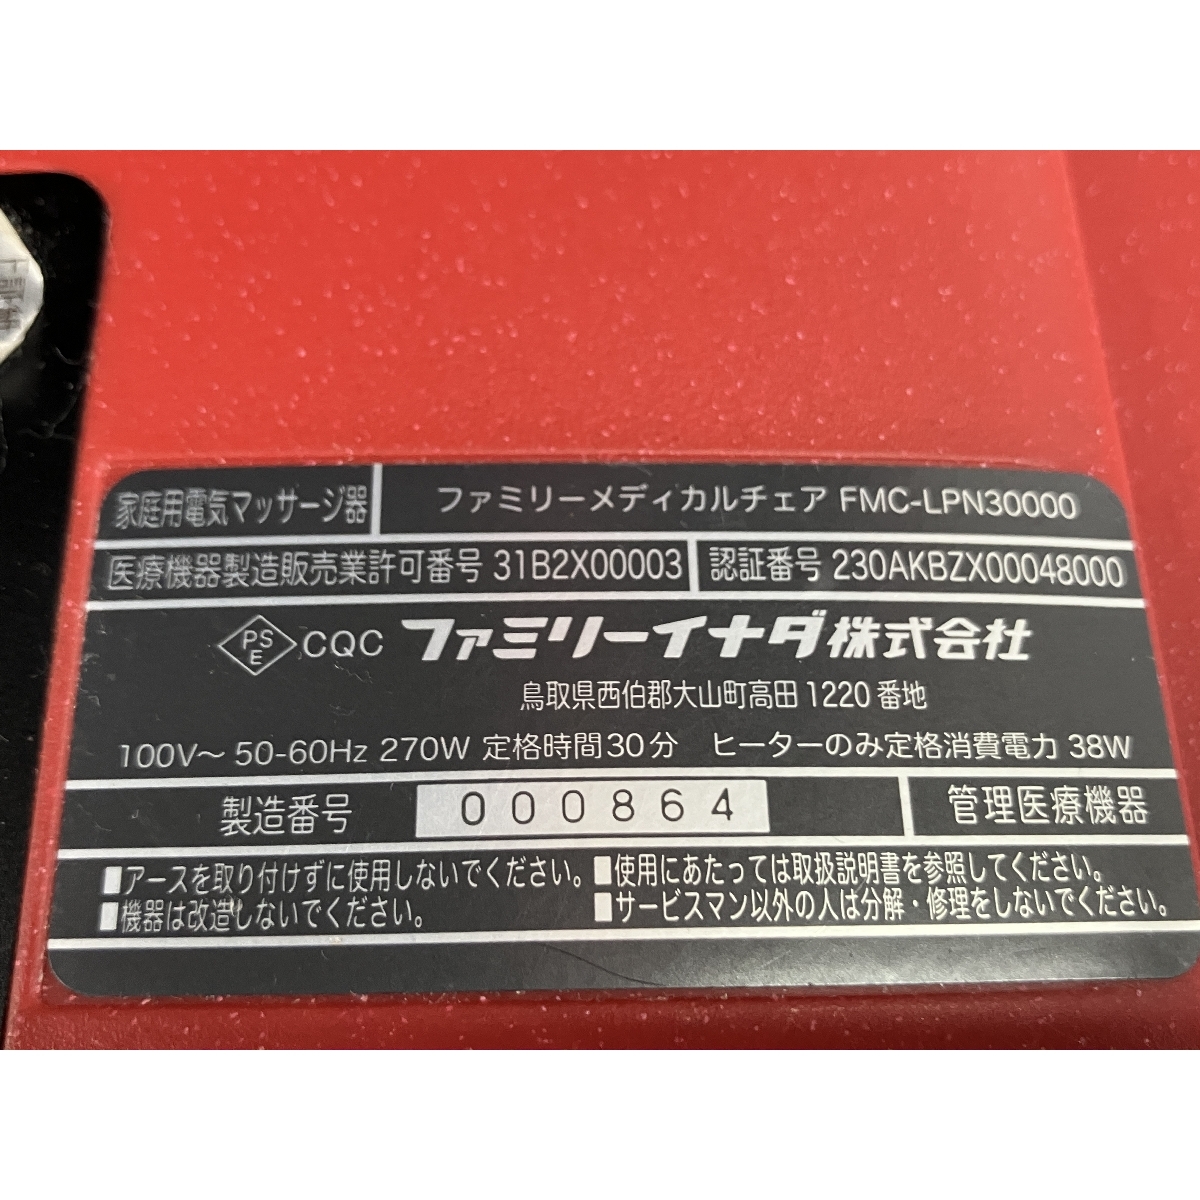 家庭用電気マッサージ器 ファミリーメディカルチェア FMC-LPN30000
医療機器製造販売業許可番号 31B2X00003 認証番号 230AKBZX00048000
PSE CQC ファミリーイナダ株式会社
鳥取県西伯郡大山町高田1220番地
100V～ 50-60Hz 270W 定格時間30分 ヒーターのみ定格消費電力 38W
製造番号 000864 管理医療機器
■アースを取り付けずに使用しないでください。 ■使用にあたっては取扱説明書を参照してください。
■機器は改造しないでください。 ■サービスマン以外の人は分解・修理をしないでください。